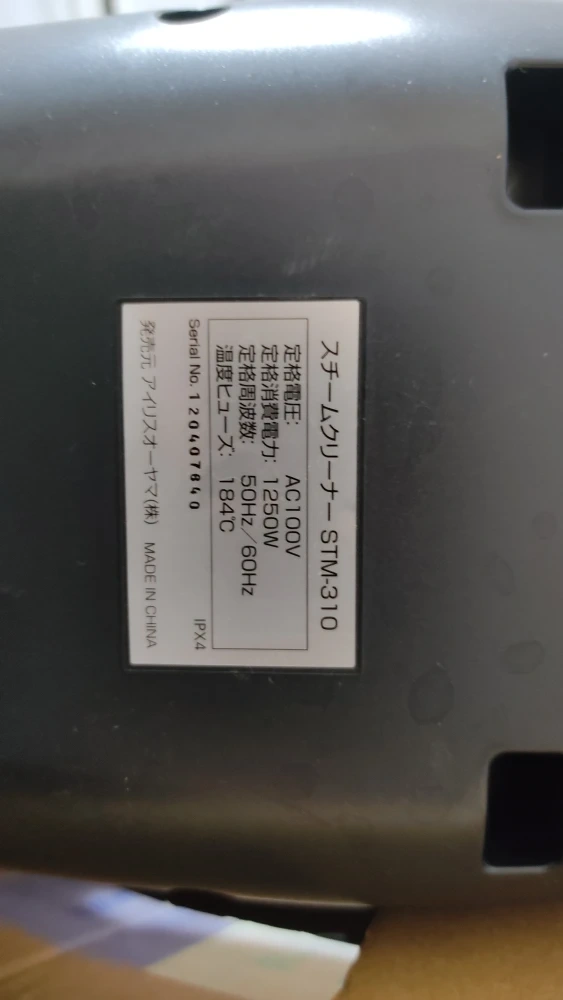 スチームクリーナー STM-310
定格電圧: AC100V
定格消費電力: 1250W
定格周波数: 50Hz/60Hz
温度ヒューズ: 184℃
Serial No. 120407640 IPX4
発売元 アイリスオーヤマ(株) MADE IN CHINA